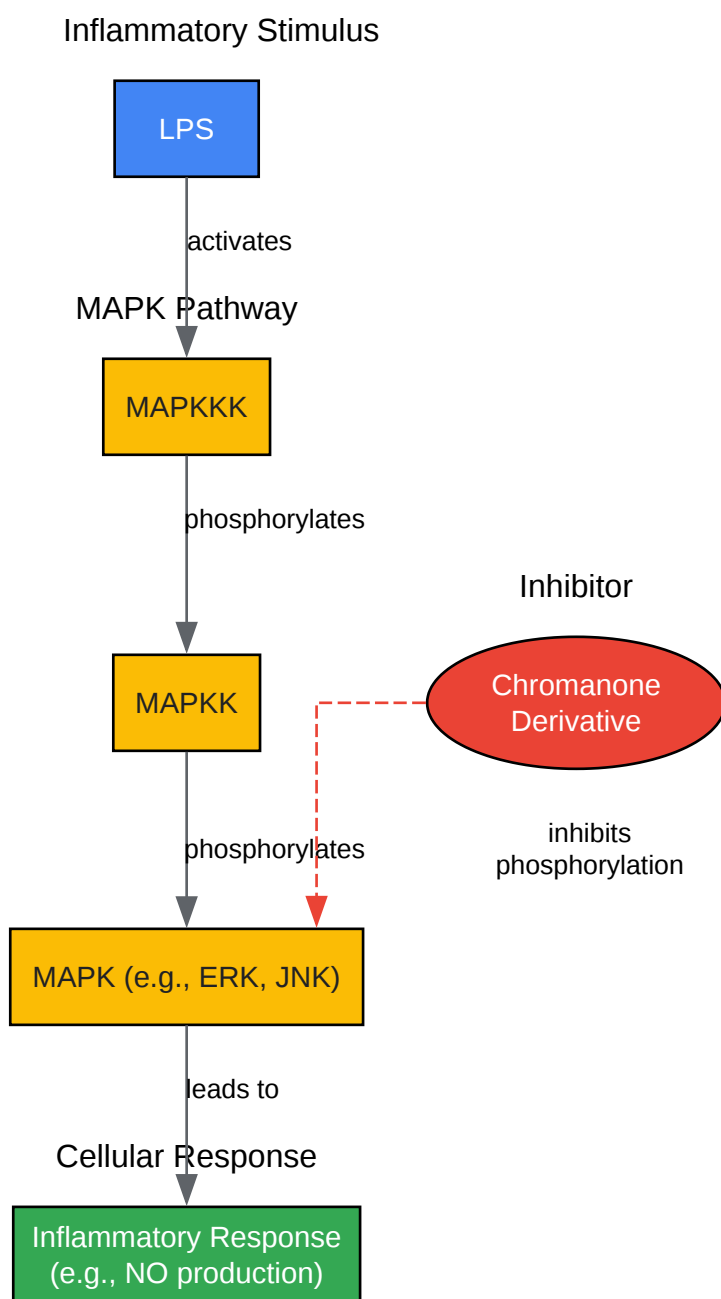 Inflammatory Stimulus
LPS
activates
MAPK Pathway
MAPKKK
phosphorylates
Inhibitor
MAPKK
Chromanone
Derivative
phosphorylates
inhibits
phosphorylation
MAPK (e.g., ERK, JNK)
leads to
Cellular Response
Inflammatory Response
(e.g., NO production)